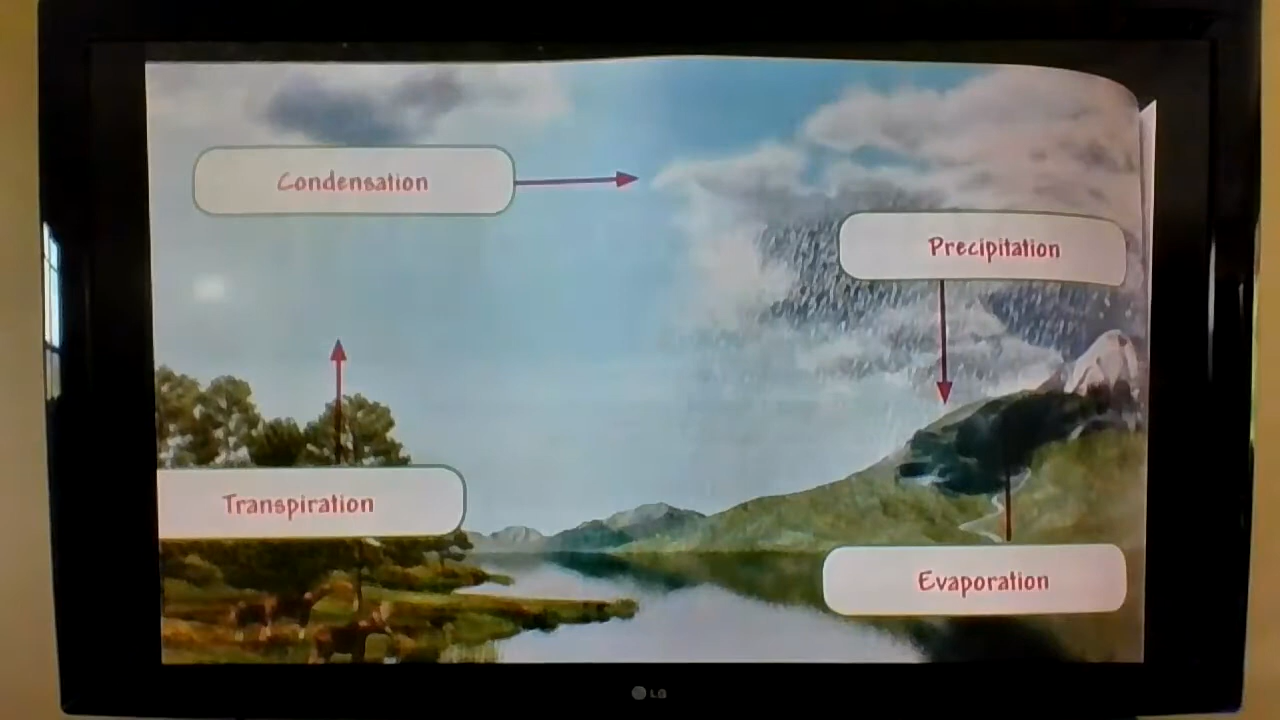 Condensation
Precipitation
Transpiration
Evaporation
LG